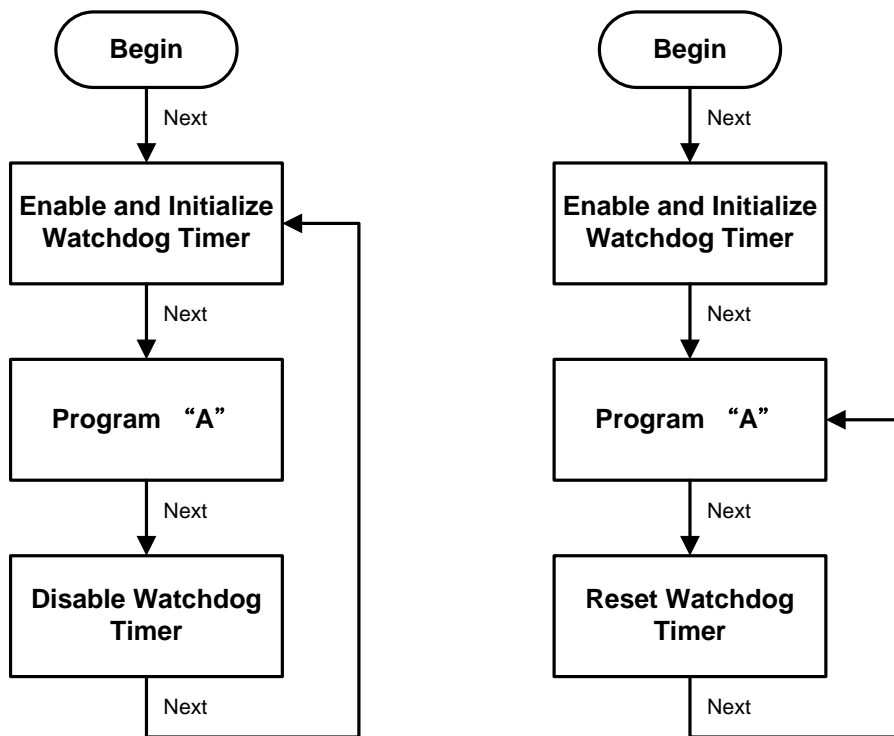 Begin
Next
Enable and Initialize
Watchdog Timer
Next
Program “A”
Next
Disable Watchdog
Timer
Next
Begin
Next
Enable and Initialize
Watchdog Timer
Next
Program “A”
Next
Reset Watchdog
Timer
Next